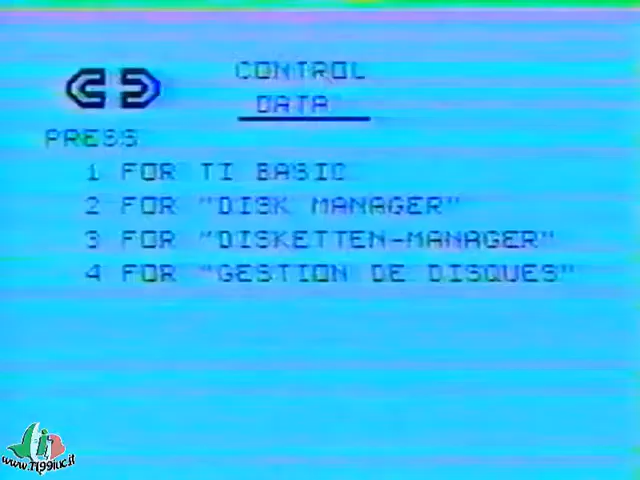 CONTROL
DATA
PRESS
1 FOR TI BASIC
2 FOR "DISK MANAGER"
3 FOR "DISKETTEN-MANAGER"
4 FOR "GESTION DE DISQUES"
www.TI99iuc.it